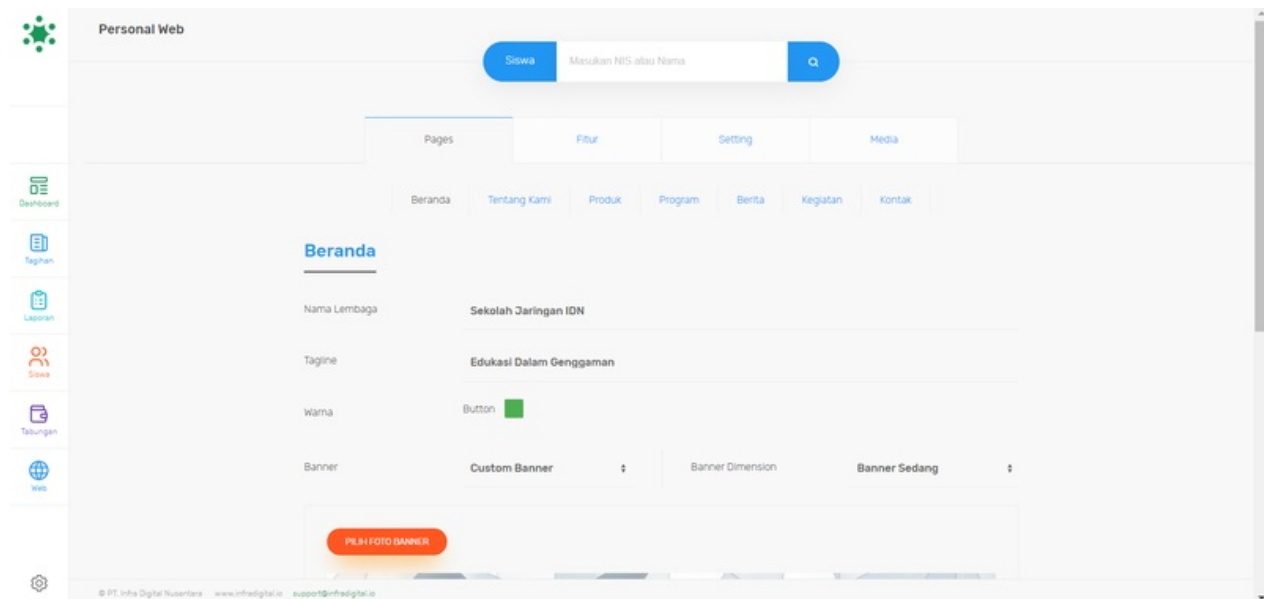 Personal Web
Siswa Masukan NIS atau Nama
Pages Fitur Setting Media
Dashboard
Beranda Tentang Kami Produk Program Berita Kegiatan Kontak
Tagihan
Beranda
Laporan
Nama Lembaga Sekolah Jaringan IDN
Tagline Edukasi Dalam Genggaman
Siswa
Warna Button
Tabungan
Banner Custom Banner Banner Dimension Banner Sedang
Web
PILIH FOTO BANNER
© PT. Infra Digital Nusantara www.infradigital.io support@infradigital.io